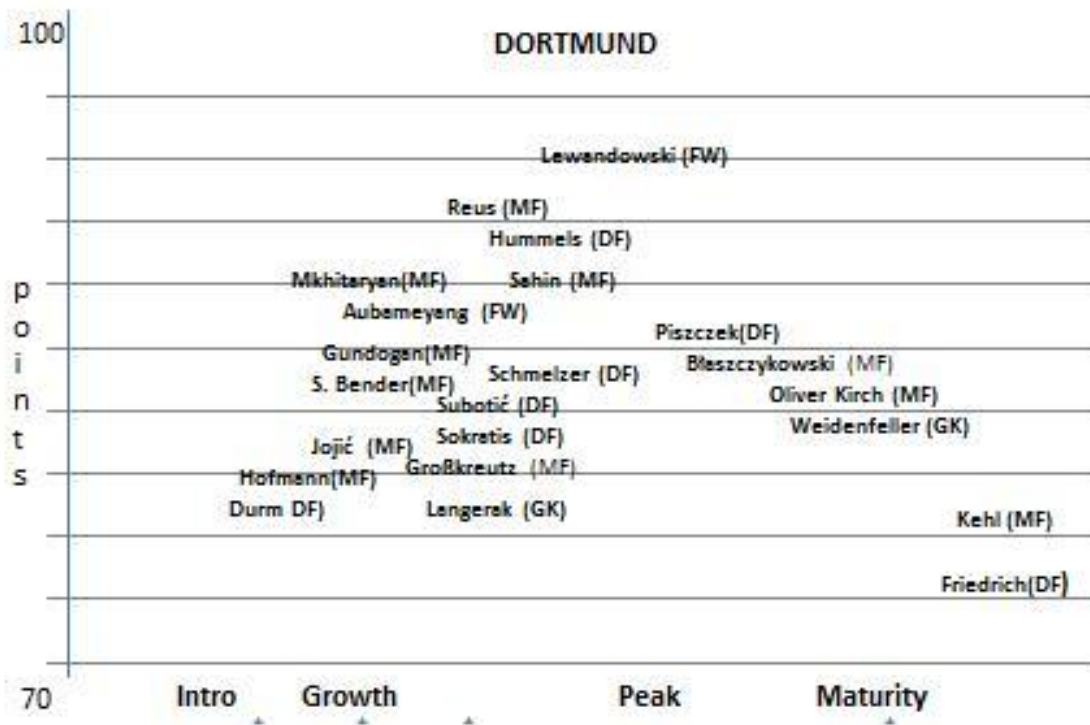 100
DORTMUND
Lewandowski (FW)
Reus (MF)
Hummels (DF)
Mkhitaryan(MF) Sahin (MF)
Aubameyang (FW)
Piszczek(DF)
Gundogan(MF)
Błaszczykowski (MF)
Schmelzer (DF)
S. Bender(MF)
Oliver Kirch (MF)
Subotić (DF)
Weidenfeller (GK)
Sokratis (DF)
Jojić (MF)
Großkreutz (MF)
Hofmann(MF)
Durm DF) Langerak (GK)
Kehl (MF)
Friedrich(DF)
points
70 Intro Growth Peak Maturity